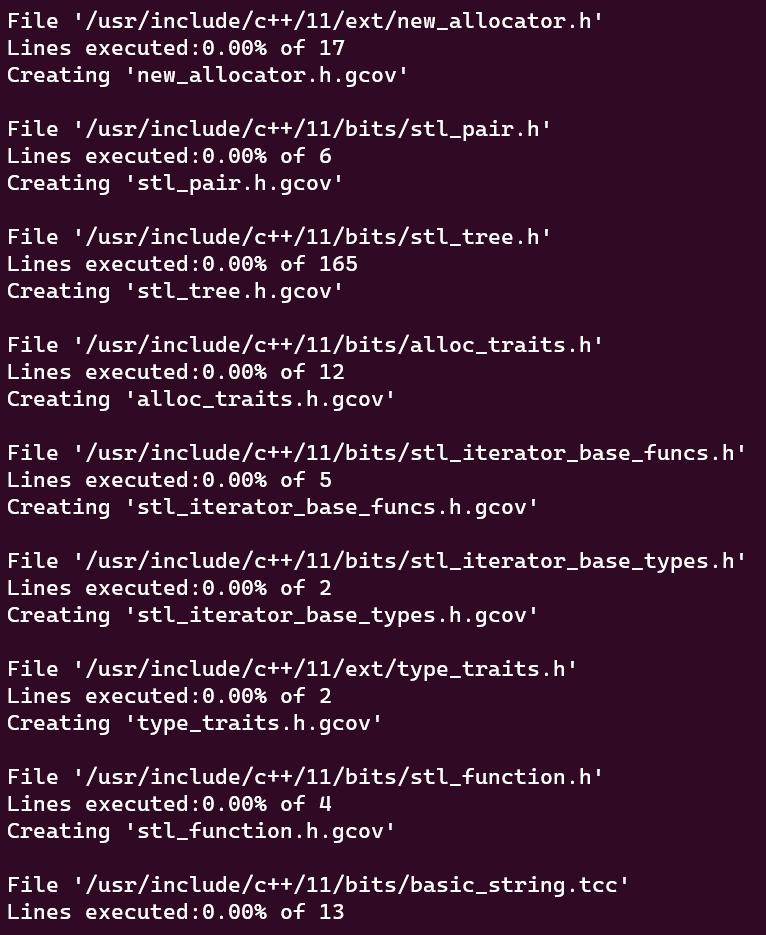 File '/usr/include/c++/11/ext/new_allocator.h'
Lines executed:0.00% of 17
Creating 'new_allocator.h.gcov'

File '/usr/include/c++/11/bits/stl_pair.h'
Lines executed:0.00% of 6
Creating 'stl_pair.h.gcov'

File '/usr/include/c++/11/bits/stl_tree.h'
Lines executed:0.00% of 165
Creating 'stl_tree.h.gcov'

File '/usr/include/c++/11/bits/alloc_traits.h'
Lines executed:0.00% of 12
Creating 'alloc_traits.h.gcov'

File '/usr/include/c++/11/bits/stl_iterator_base_funcs.h'
Lines executed:0.00% of 5
Creating 'stl_iterator_base_funcs.h.gcov'

File '/usr/include/c++/11/bits/stl_iterator_base_types.h'
Lines executed:0.00% of 2
Creating 'stl_iterator_base_types.h.gcov'

File '/usr/include/c++/11/ext/type_traits.h'
Lines executed:0.00% of 2
Creating 'type_traits.h.gcov'

File '/usr/include/c++/11/bits/stl_function.h'
Lines executed:0.00% of 4
Creating 'stl_function.h.gcov'

File '/usr/include/c++/11/bits/basic_string.tcc'
Lines executed:0.00% of 13